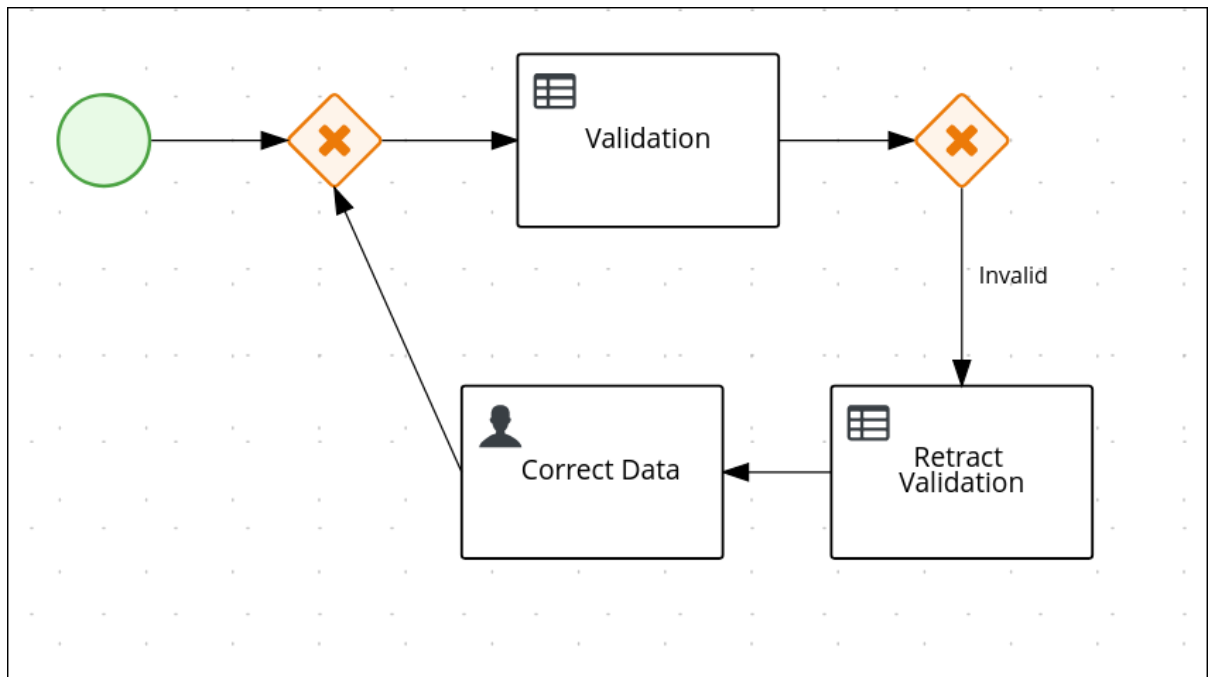 Validation
Invalid
Correct Data
Retract
Validation